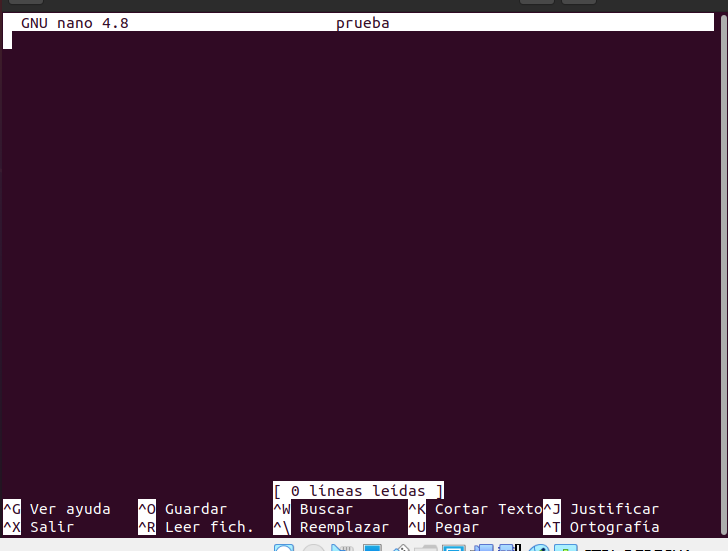 GNU nano 4.8 prueba
[ 0 líneas leídas ]
^G Ver ayuda ^O Guardar ^W Buscar ^K Cortar Texto ^J Justificar
^X Salir ^R Leer fich. ^\ Reemplazar ^U Pegar ^T Ortografía